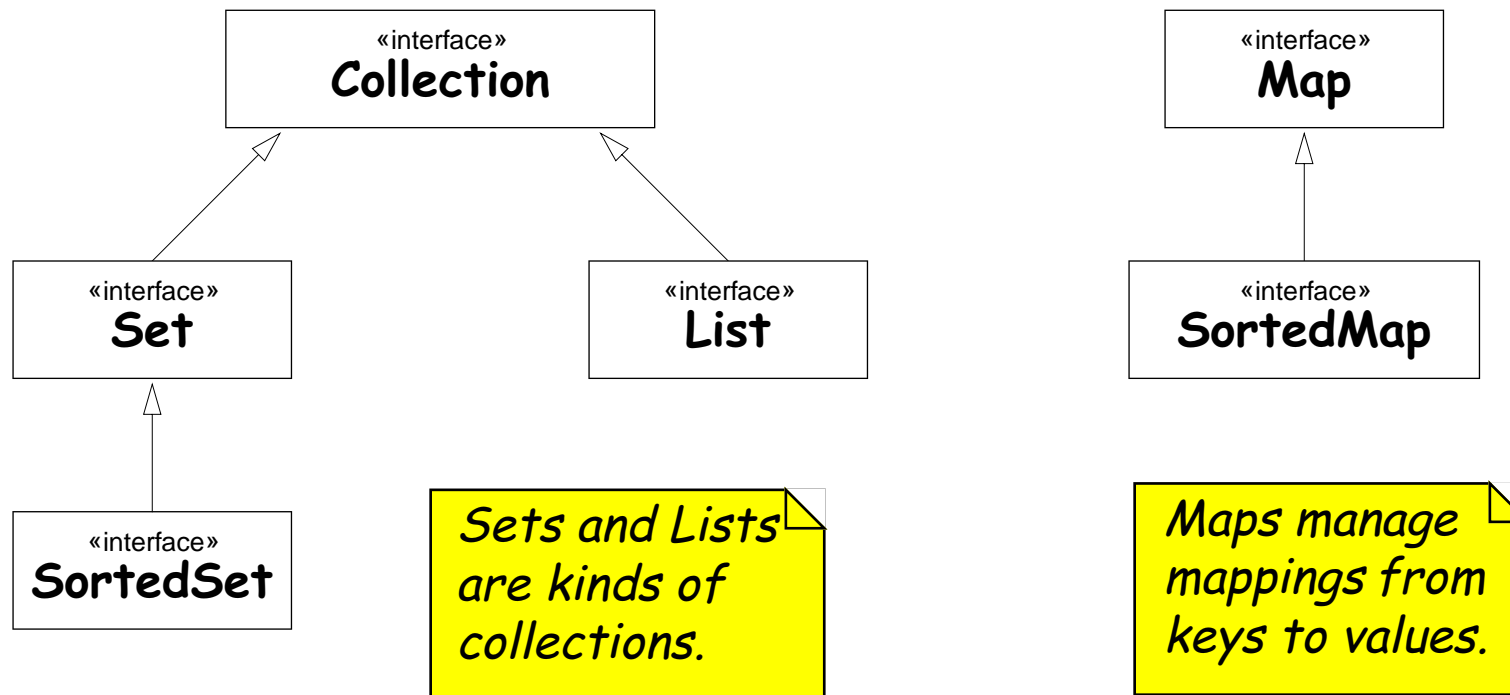 «interface»
Collection
«interface»
Map
«interface»
Set
«interface»
List
«interface»
SortedMap
«interface»
SortedSet
Sets and Lists
are kinds of
collections.
Maps manage
mappings from
keys to values.